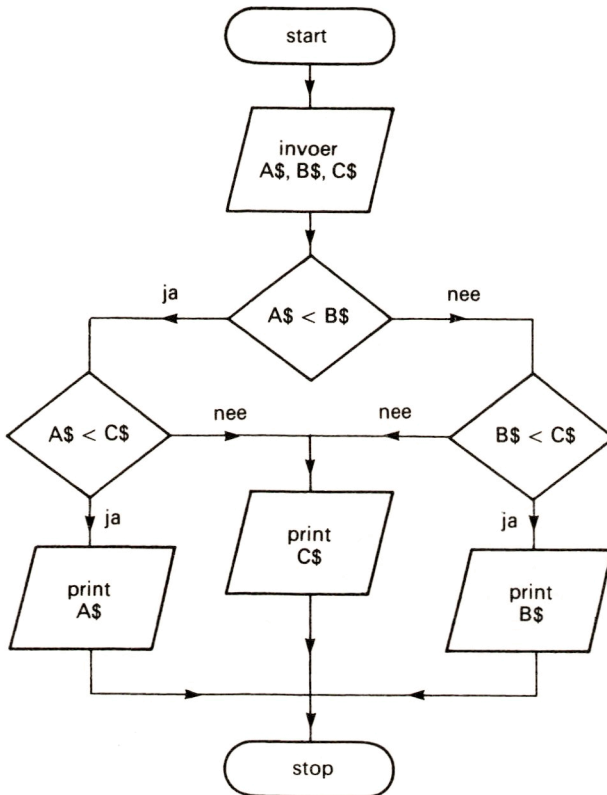 start
invoer
A$, B$, C$
ja
A$ < B$
nee
A$ < C$
nee
nee
B$ < C$
ja
print
A$
print
C$
ja
print
B$
stop